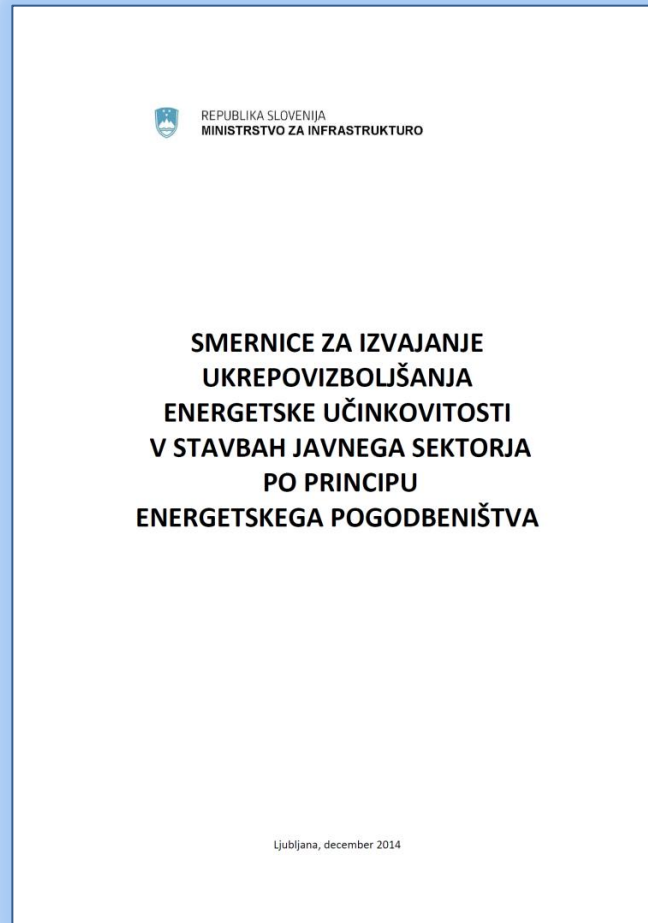 REPUBLIKA SLOVENIJA
MINISTRSTVO ZA INFRASTRUKTURO
SMERNICE ZA IZVAJANJE
UKREPOVIZBOLJŠANJA
ENERGETSKE UČINKOVITOSTI
V STAVBAH JAVNEGA SEKTORJA
PO PRINCIPU
ENERGETSKEGA POGODBENIŠTVA
Ljubljana, december 2014